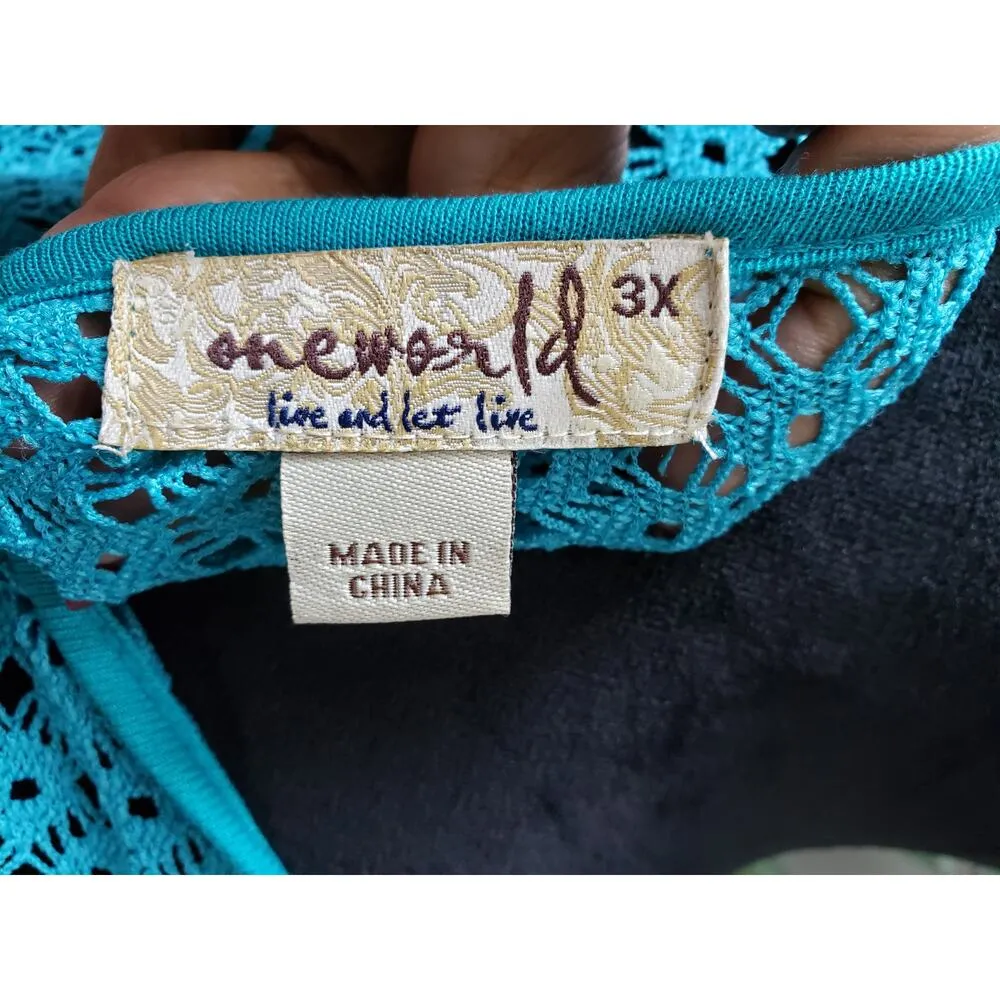 oneworld 3X
live and let live
MADE IN
CHINA